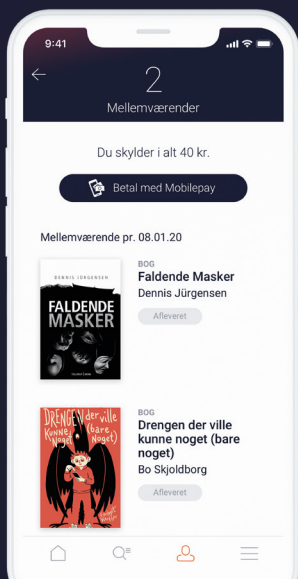 9:41
2
Mellemværender
Du skylder i alt 40 kr.
Betal med Mobilepay
Mellemværende pr. 08.01.20
DENNIS JÜRGENSEN
FALDENDE
MASKER
BOG
Faldende Masker
Dennis Jürgensen
Afleveret
DRENGEN der ville
Kunne (bare
Noget Noget)
BOG
Drengen der ville
kunne noget (bare
noget)
Bo Skjoldborg
Afleveret